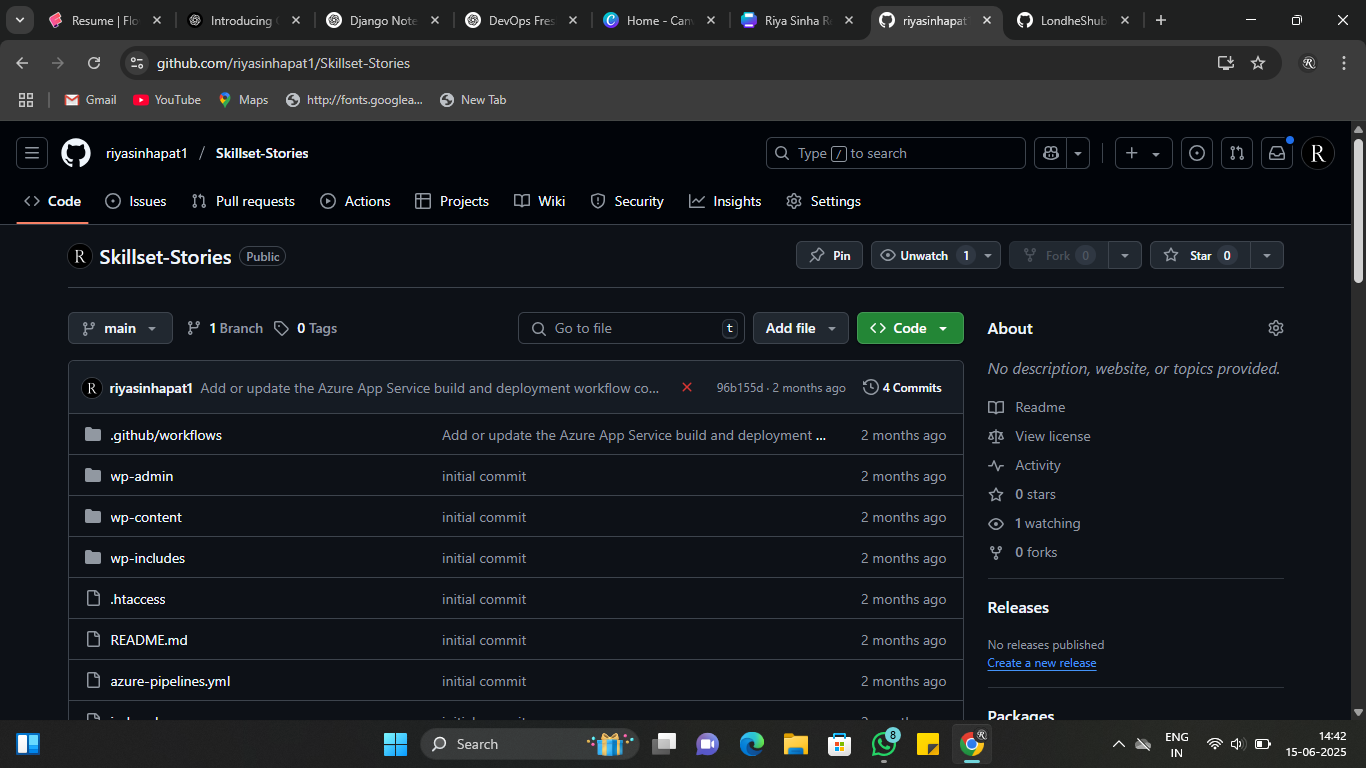 Resume | Flo
Introducing
Django Note
DevOps Fres
Home - Can
Riya Sinha R
riyasinhapat
LondheShub
github.com/riyasinhapat1/Skillset-Stories
Gmail
YouTube
Maps
http://fonts.googlea...
New Tab
riyasinhapat1 / Skillset-Stories
Type / to search
R
Code
Issues
Pull requests
Actions
Projects
Wiki
Security
Insights
Settings
R Skillset-Stories Public
Pin
Unwatch 1
Fork 0
Star 0
main
1 Branch
0 Tags
Go to file t
Add file
Code
R riyasinhapat1 Add or update the Azure App Service build and deployment workflow co... 96b155d · 2 months ago 4 Commits
.github/workflows Add or update the Azure App Service build and deployment ... 2 months ago
wp-admin initial commit 2 months ago
wp-content initial commit 2 months ago
wp-includes initial commit 2 months ago
.htaccess initial commit 2 months ago
README.md initial commit 2 months ago
azure-pipelines.yml initial commit 2 months ago
About
No description, website, or topics provided.
Readme
View license
Activity
0 stars
1 watching
0 forks
Releases
No releases published
Create a new release
Packages
Search
8
ENG
IN
14:42
15-06-2025